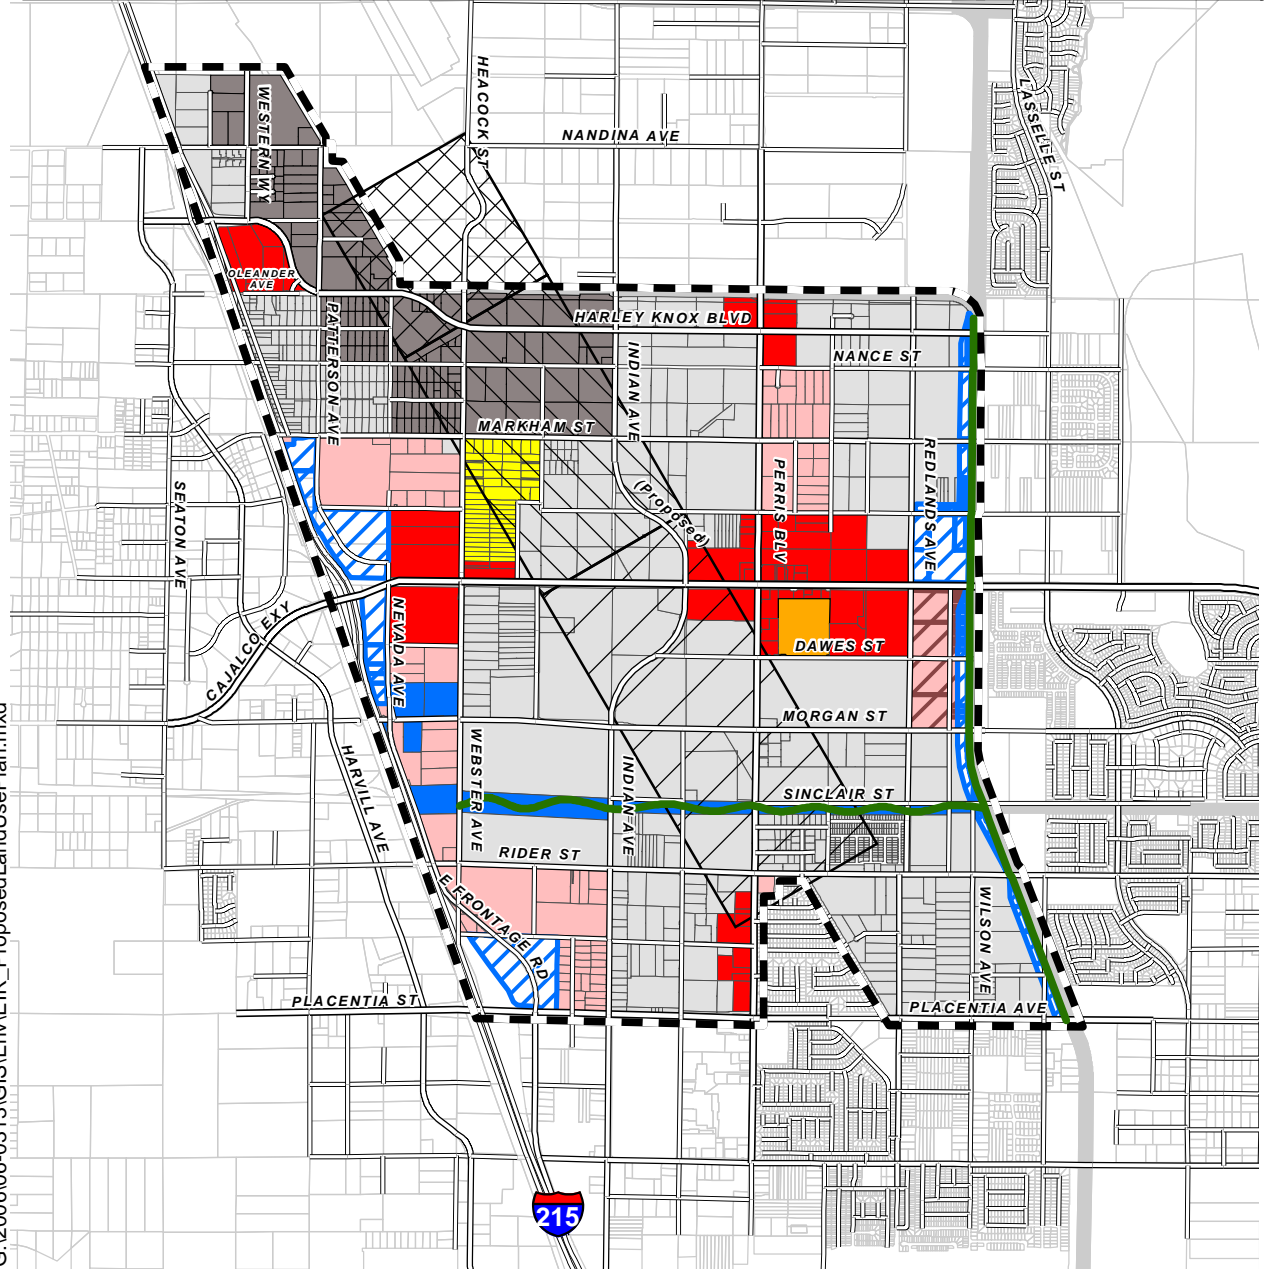 HEACOCK ST
LASSELLE ST
WESTERN WY
NANDINA AVE
OLEANDER
AVE
PATTERSON AVE
HARLEY KNOX BLVD
INDIAN AVE
NANCE ST
MARKHAM ST
REDLANDS AVE
PERRIS BLV
SEATON AVE
(Proposed)
CAJALCO EXY
NEVADA AVE
DAWES ST
MORGAN ST
WEBSTER AVE
HARVILL AVE
INDIAN AVE
SINCLAIR ST
RIDER ST
E FRONTAGE RD
WILSON AVE
PLACENTIA ST
PLACENTIA AVE
215